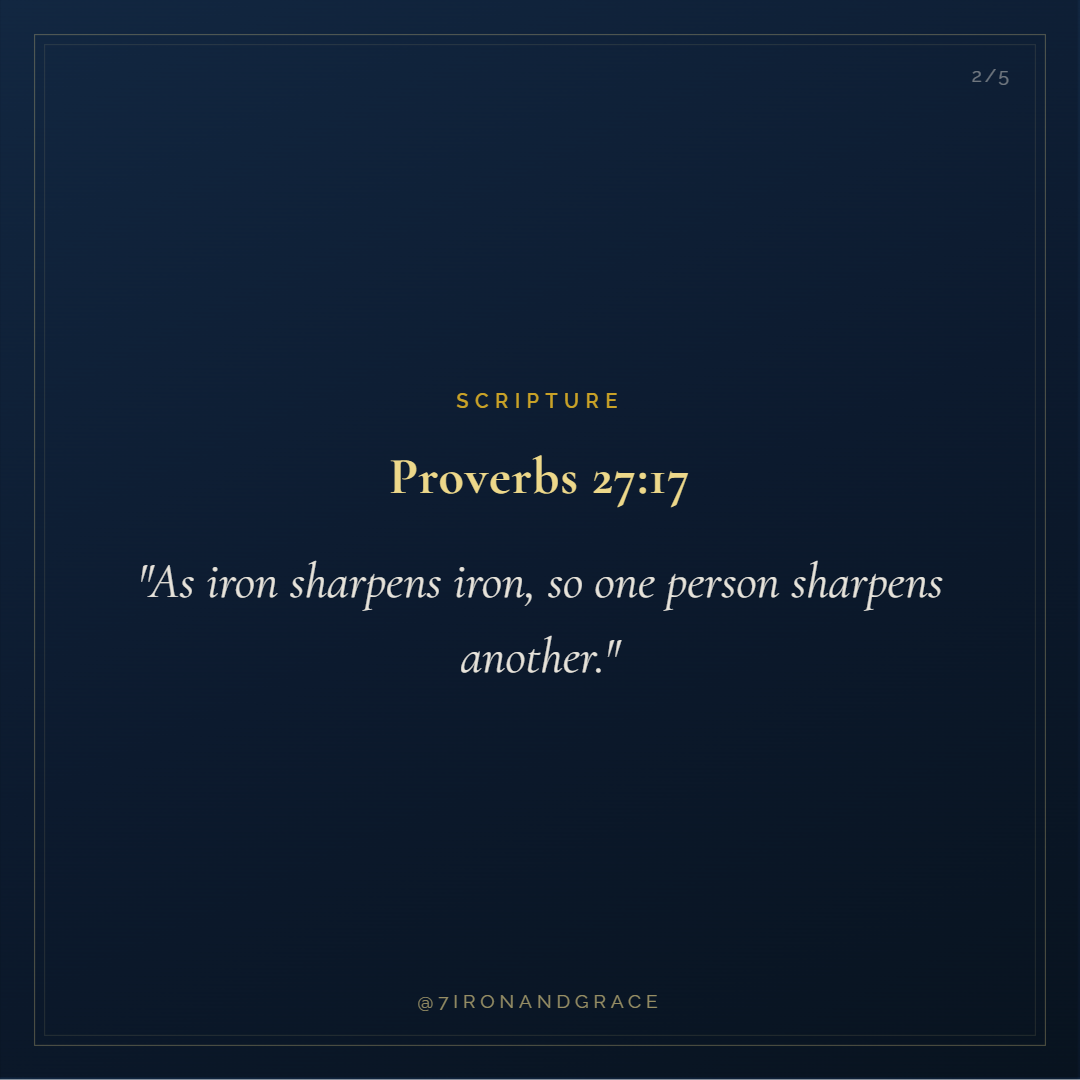 2/5
SCRIPTURE
Proverbs 27:17
"As iron sharpens iron, so one person sharpens
another."
@7IRONANDGRACE